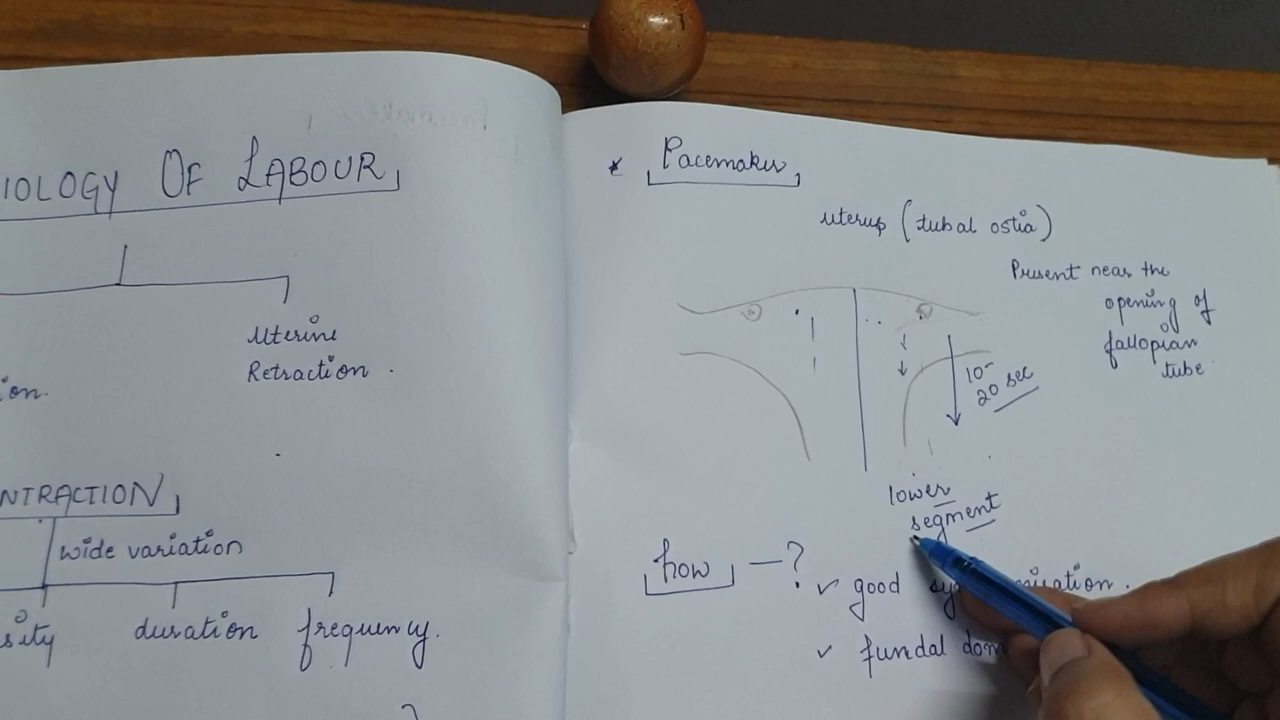 IOLOGY OF LABOUR
Uterine
Retraction .
ion.
NTRACTION
wide variation
sity duration frequency.
* Pacemaker
uterus (tubal ostia)
Present near the
opening of
fallopian
tube
10-
20 sec
lower
segment
how —?
✓ good
✓ fundal dom